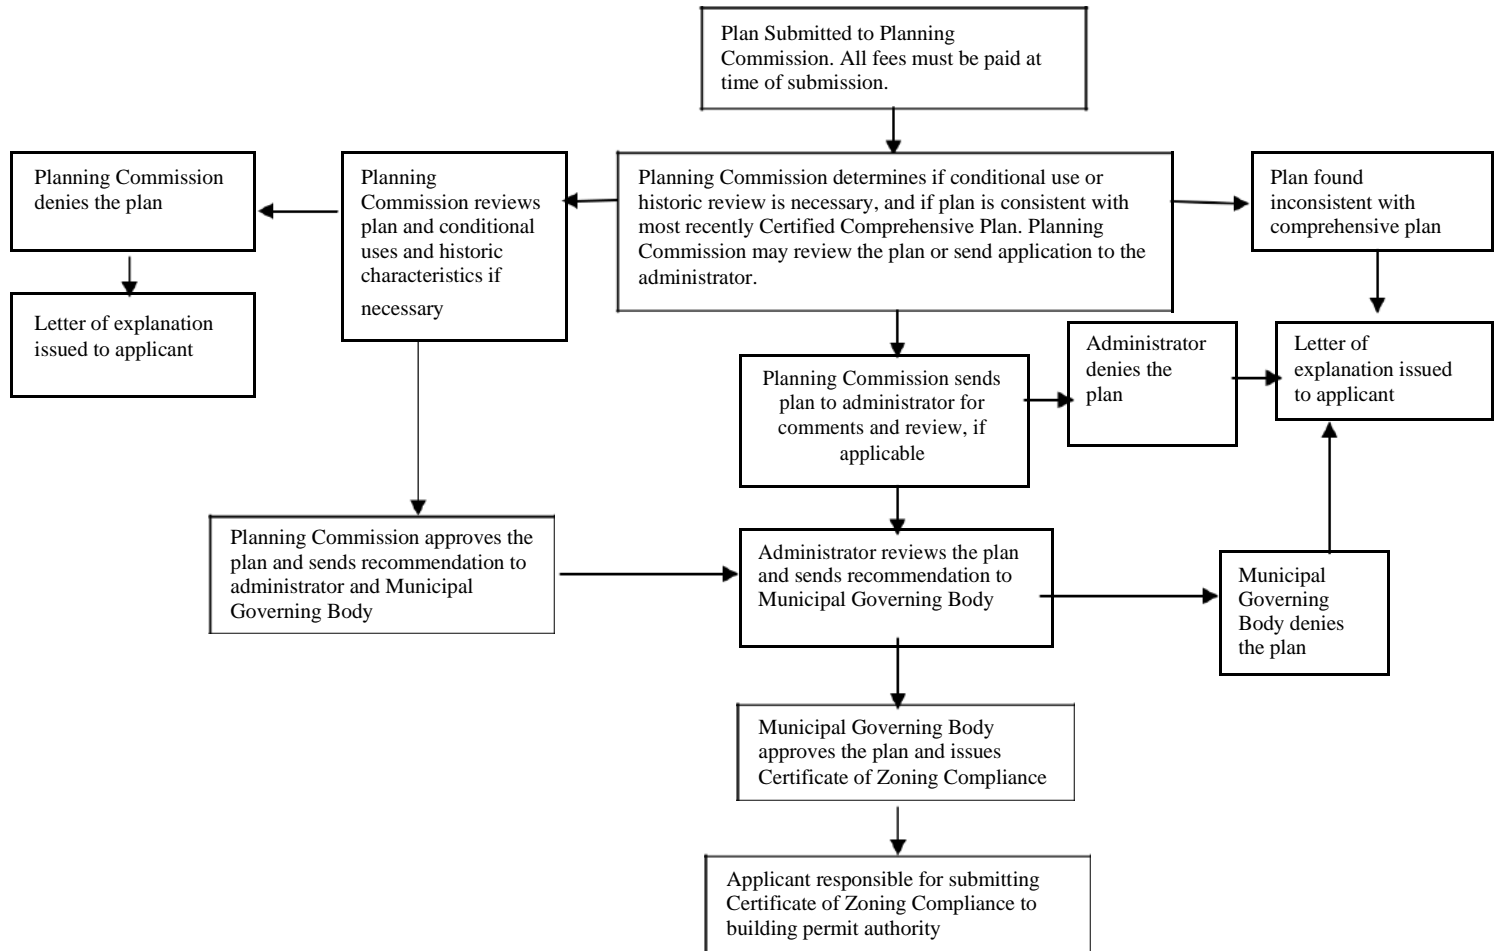 Plan Submitted to Planning
Commission. All fees must be paid at
time of submission.
Planning Commission
denies the plan
Planning
Commission reviews
plan and conditional
uses and historic
characteristics if
necessary
Planning Commission determines if conditional use or
historic review is necessary, and if plan is consistent with
most recently Certified Comprehensive Plan. Planning
Commission may review the plan or send application to the
administrator.
Plan found
inconsistent with
comprehensive plan
Letter of explanation
issued to applicant
Planning Commission sends
plan to administrator for
comments and review, if
applicable
Administrator
denies the
plan
Letter of
explanation issued
to applicant
Planning Commission approves the
plan and sends recommendation to
administrator and Municipal
Governing Body
Administrator reviews the plan
and sends recommendation to
Municipal Governing Body
Municipal
Governing
Body denies
the plan
Municipal Governing Body
approves the plan and issues
Certificate of Zoning Compliance
Applicant responsible for submitting
Certificate of Zoning Compliance to
building permit authority